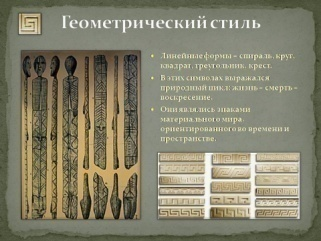 Геометрический стиль
Линейные формы – спираль, круг,
квадрат, треугольник, крест.
В этих символах выражался
природный цикл: жизнь – смерть –
воскресение.
Они являлись знаками
материального мира,
ориентированного во времени и
пространстве.